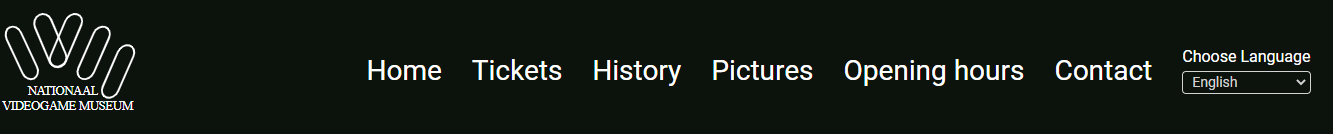 NATIONAAL
VIDEOGAME MUSEUM
Home Tickets History Pictures Opening hours Contact
Choose Language
English